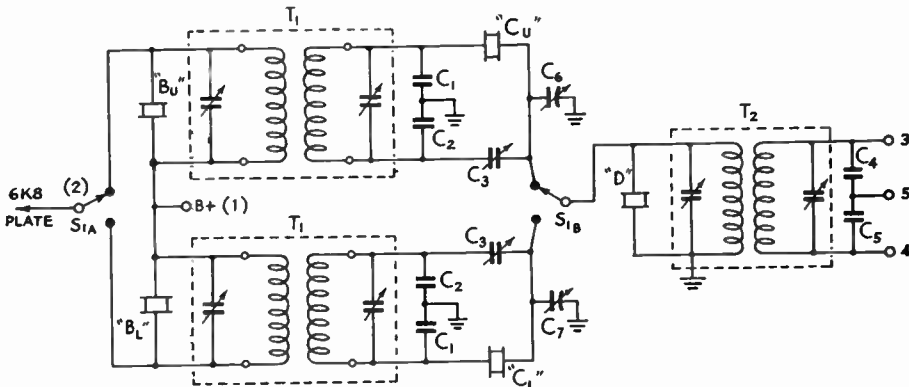 T1
"CU"
"BU"
C1
C2
C6
C3
T2
6K8 (2)
PLATE
S1A
B+ (1)
"D"
S1B
C4
3
5
C5
4
T1
C3
C2
"BL"
C1
C7
"CL"